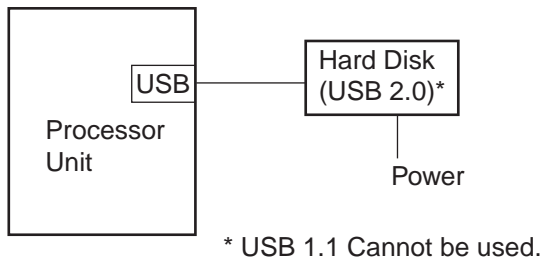 USB
Processor
Unit
Hard Disk
(USB 2.0)*
Power
* USB 1.1 Cannot be used.